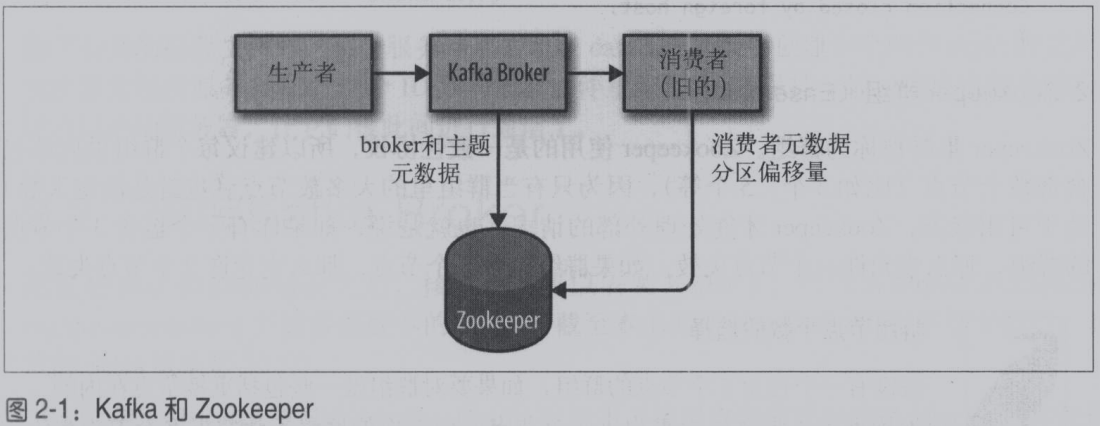 生产者
Kafka Broker
消费者
（旧的）
broker和主题
元数据
消费者元数据
分区偏移量
Zookeeper
图 2-1：Kafka 和 Zookeeper